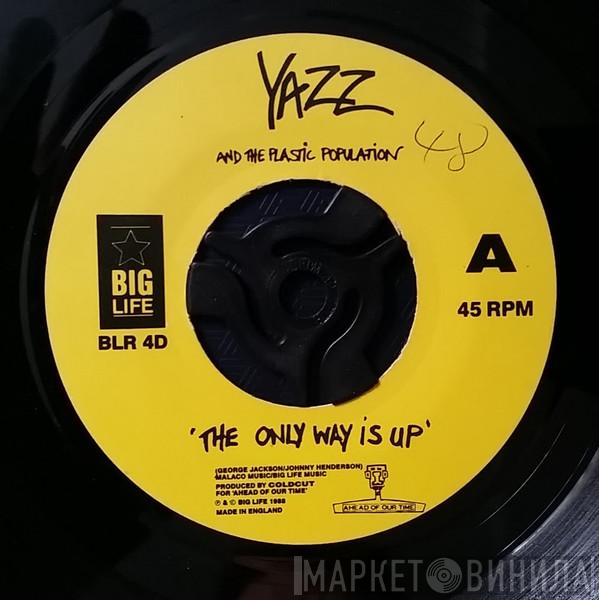 YAZZ
AND THE PLASTIC POPULATION
48
BIG
LIFE
BLR 4D
A
45 RPM
'THE ONLY WAY IS UP'
(GEORGE JACKSON/JOHNNY HENDERSON)
MALACO MUSIC/BIG LIFE MUSIC
PRODUCED BY COLDCUT
FOR 'AHEAD OF OUR TIME'
℗ & © BIG LIFE 1988
MADE IN ENGLAND
AHEAD OF OUR TIME
МАРКЕТ ВИНИЛА